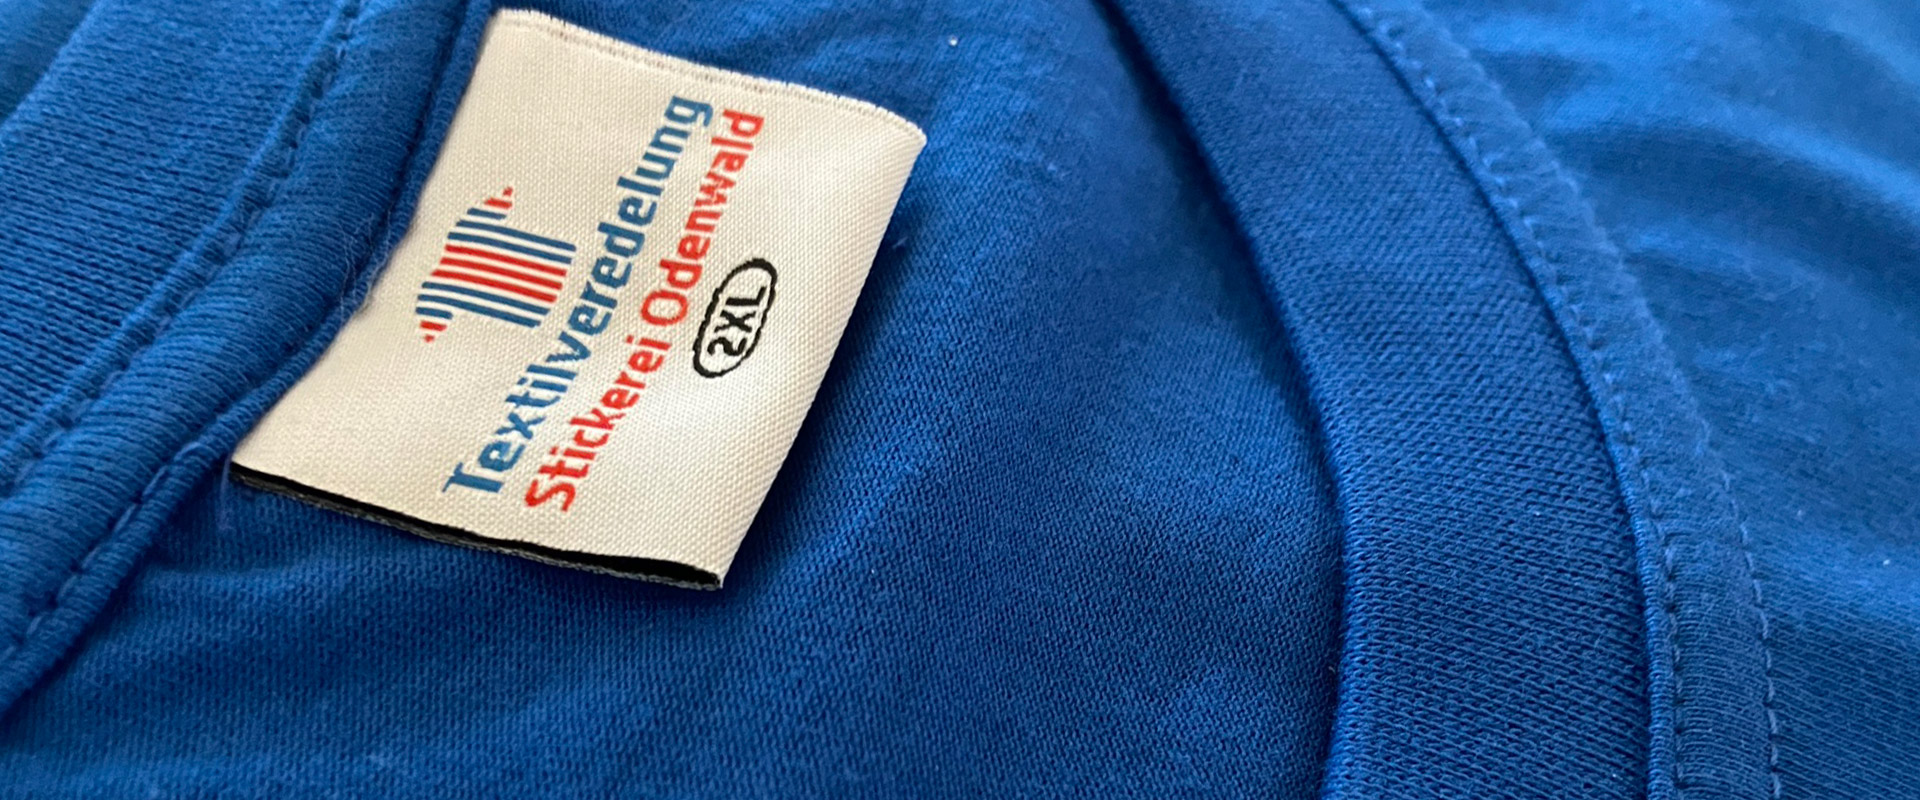 Textilveredelung
Stickerei Odenwald
2XL